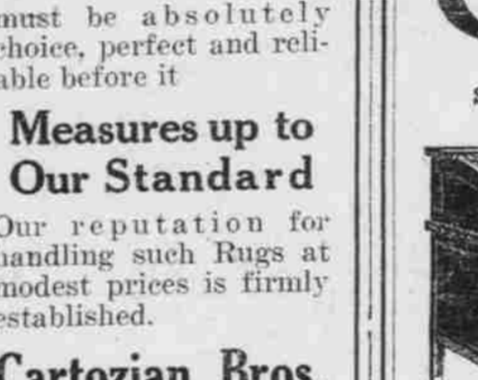 must be absolutely
choice, perfect and reli-
able before it
Measures up to
Our Standard
Our reputation for
handling such Rugs at
modest prices is firmly
established.
Cartozian Bros